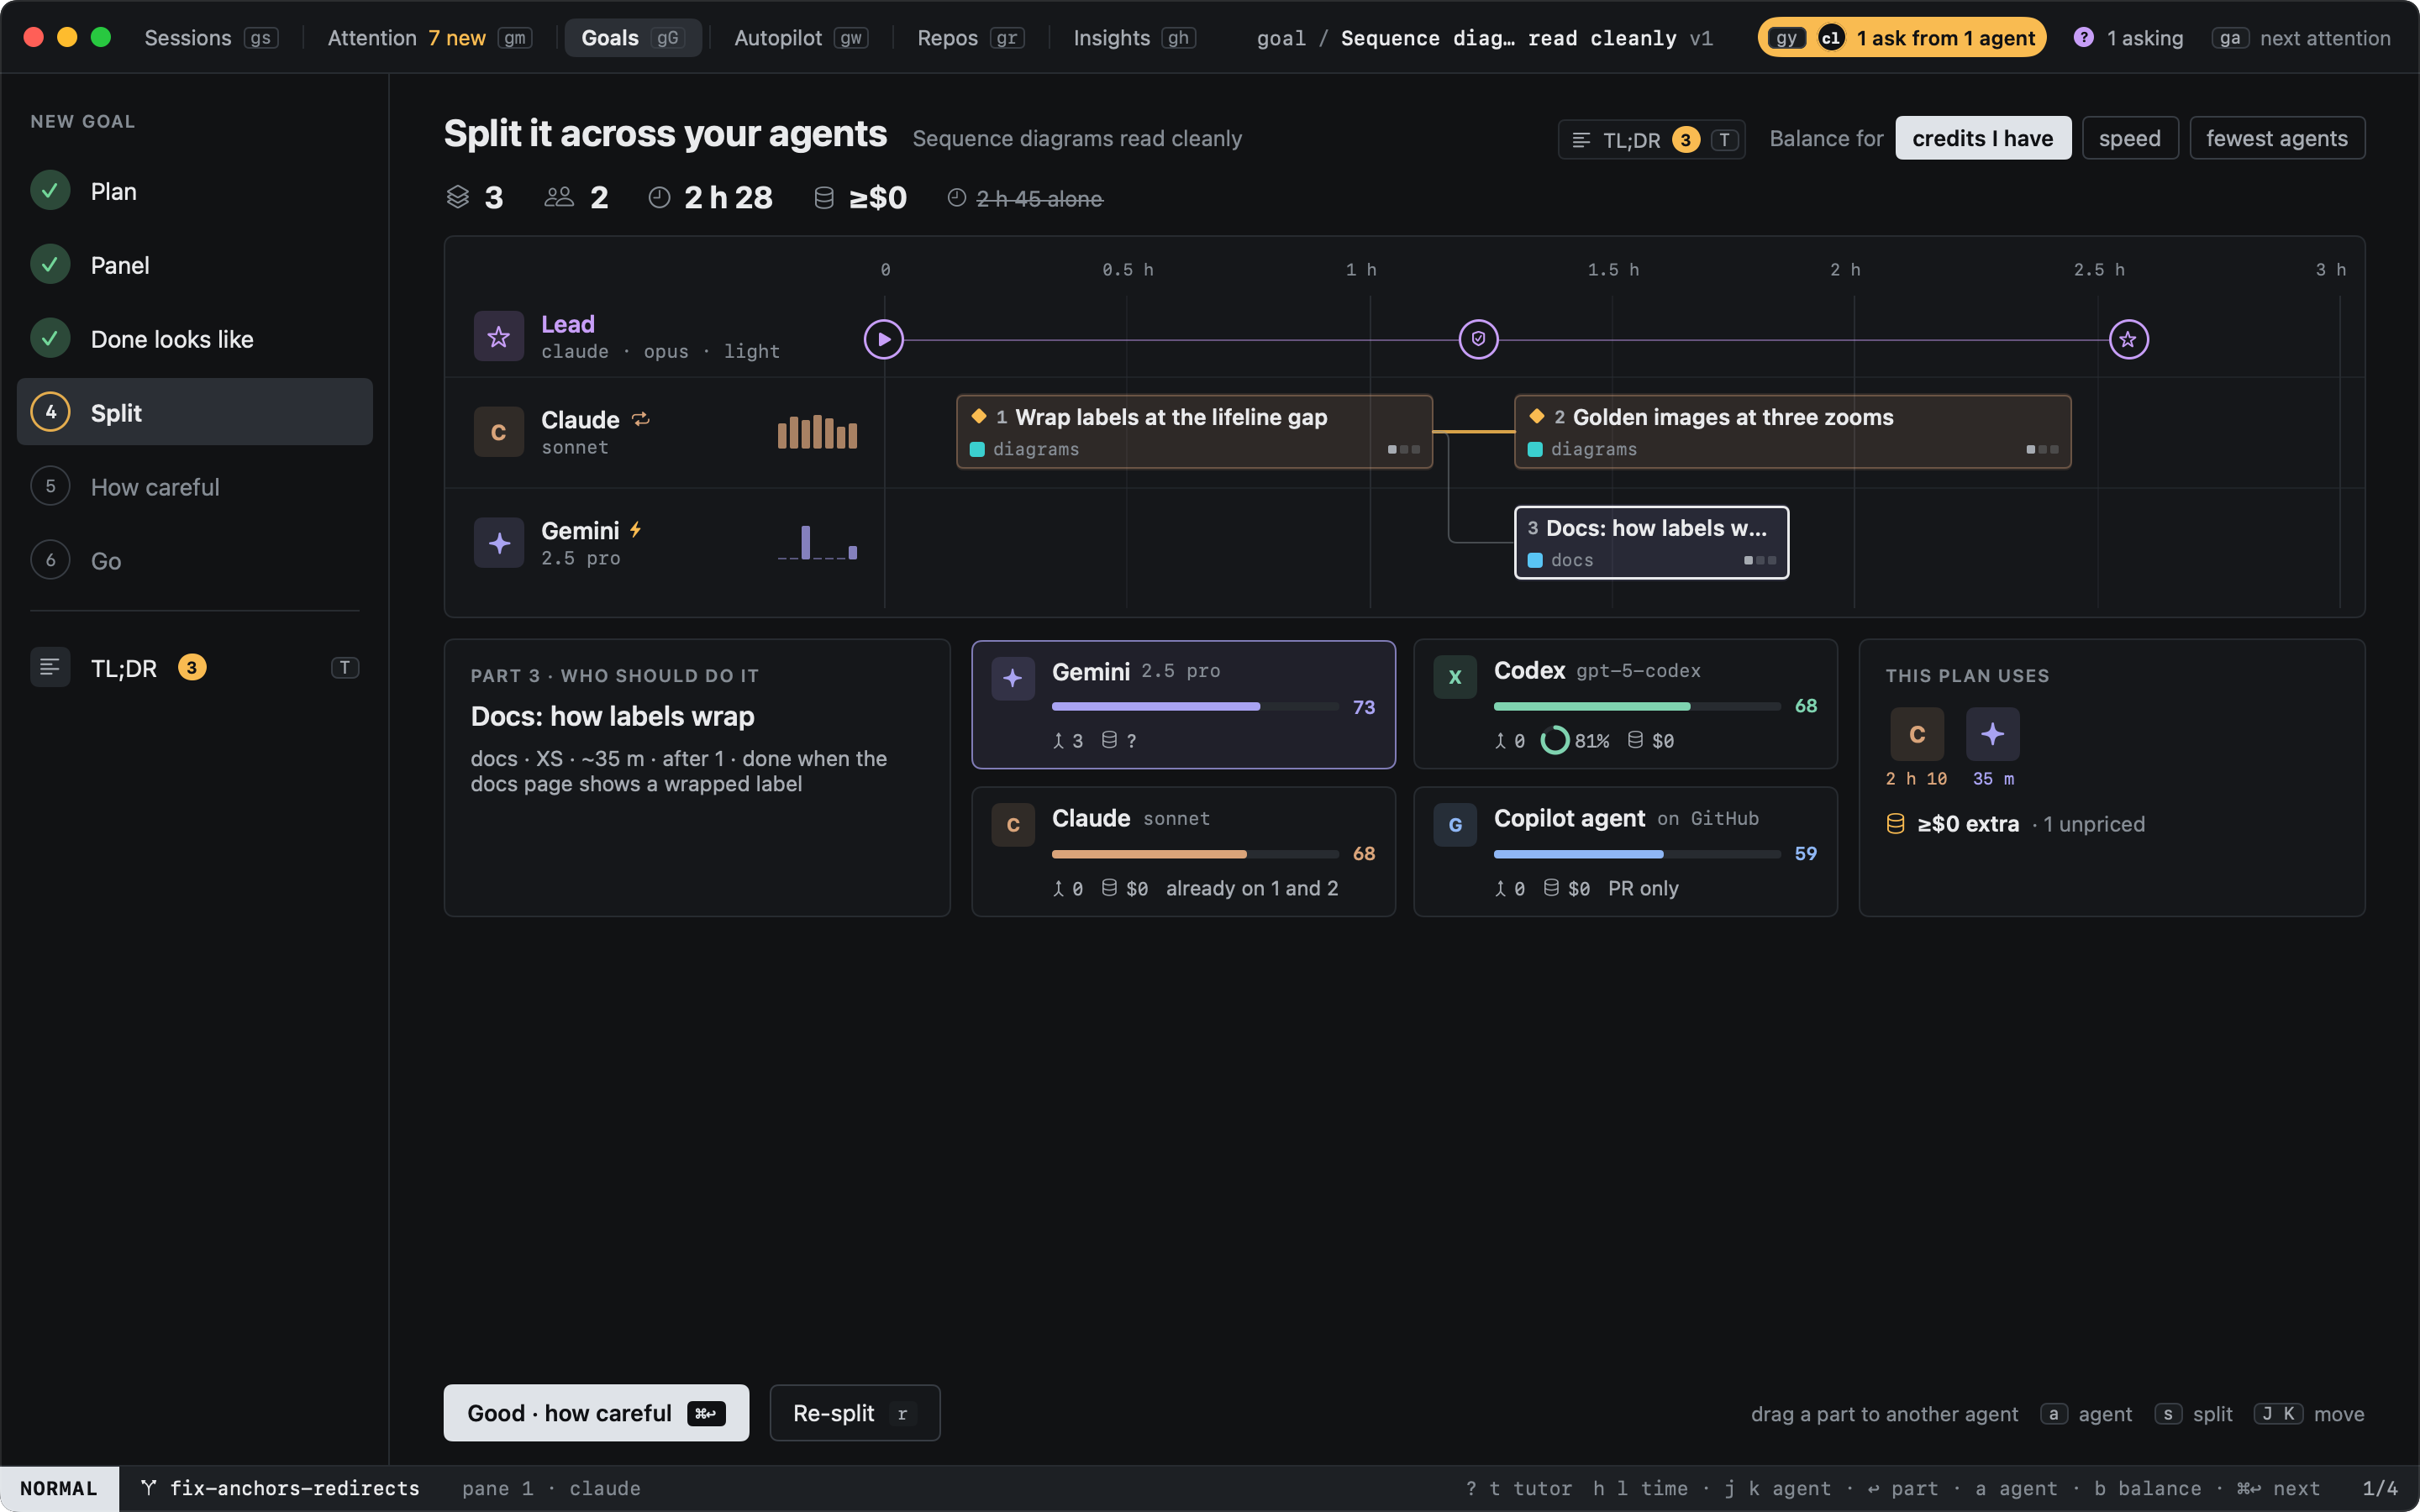 Sessions gs Attention 7 new gm Goals gG Autopilot gw Repos gr Insights gh goal / Sequence diag… read cleanly v1 gy cl 1 ask from 1 agent ? 1 asking ga next attention
NEW GOAL
Plan
Panel
Done looks like
4 Split
5 How careful
6 Go
TL;DR 3 T
Split it across your agents Sequence diagrams read cleanly
TL;DR 3 T Balance for credits I have speed fewest agents
3 2 2 h 28 ≥$0 2 h 45 alone
0 0.5 h 1 h 1.5 h 2 h 2.5 h 3 h
Lead
claude · opus · light
C Claude
sonnet
1 Wrap labels at the lifeline gap
diagrams
2 Golden images at three zooms
diagrams
Gemini
2.5 pro
3 Docs: how labels w…
docs
PART 3 · WHO SHOULD DO IT
Docs: how labels wrap
docs · XS · ~35 m · after 1 · done when the
docs page shows a wrapped label
Gemini 2.5 pro
73
3 ?
X Codex gpt-5-codex
68
0 81% $0
C Claude sonnet
68
0 $0 already on 1 and 2
G Copilot agent on GitHub
59
0 $0 PR only
THIS PLAN USES
C
2 h 10 35 m
≥$0 extra · 1 unpriced
Good · how careful ⌘↩ Re-split r
drag a part to another agent a agent s split J K move
NORMAL fix-anchors-redirects pane 1 · claude
? t tutor h l time · j k agent · ↩ part · a agent · b balance · ⌘↩ next 1/4